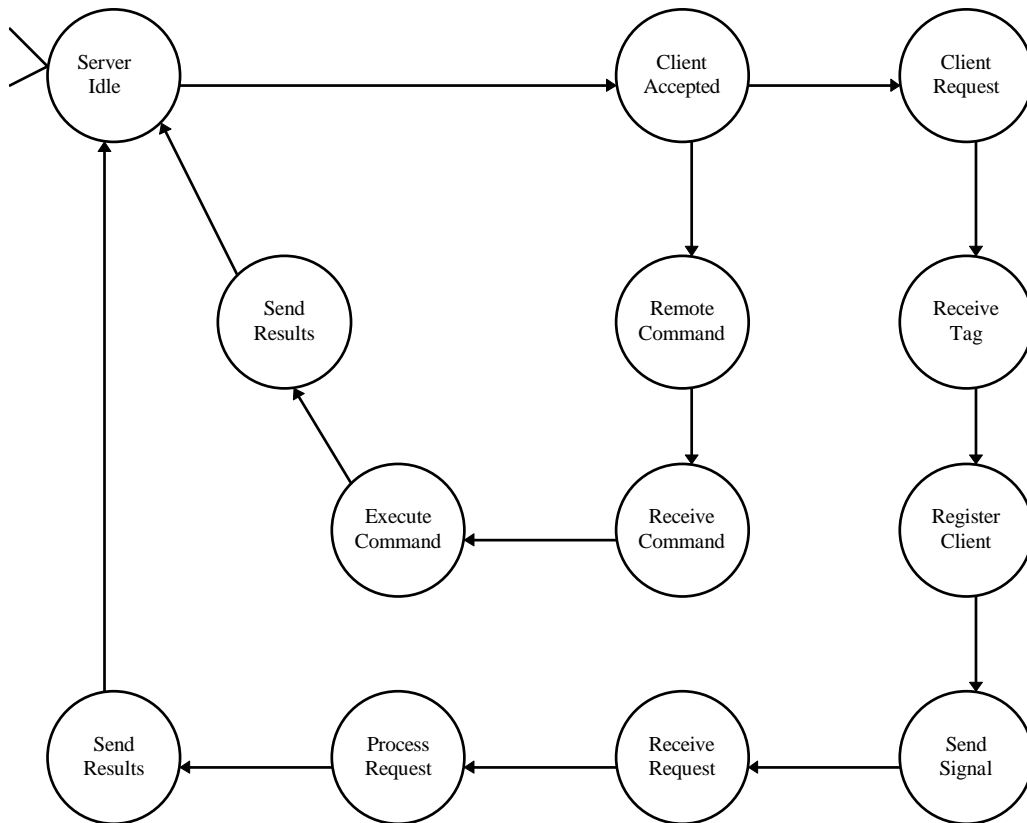 Server
Idle
Client
Accepted
Client
Request
Send
Results
Remote
Command
Receive
Tag
Execute
Command
Receive
Command
Register
Client
Send
Results
Process
Request
Receive
Request
Send
Signal